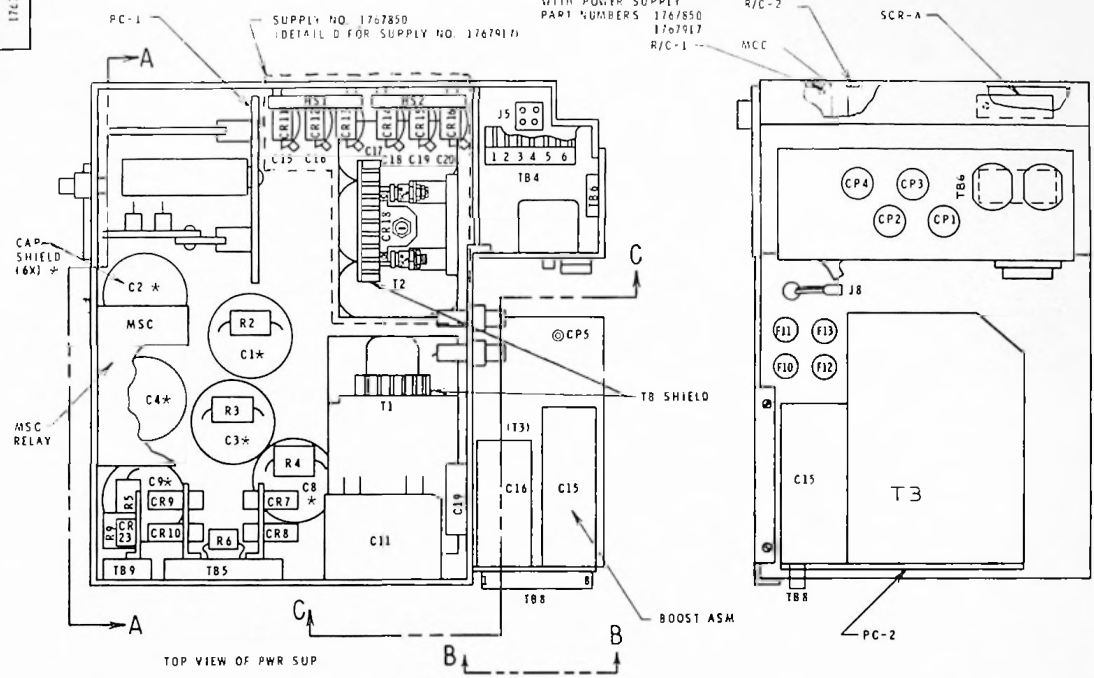 PC-1
SUPPLY NO. 1767850
(DETAIL D FOR SUPPLY NO. 1767917)
WITH POWER SUPPLY
PART NUMBERS 1767850
1767917
R/C-1
MCC
R/C-2
SCR-A
A
HS1
HS2
CR11
CR12
CR13
CR14
CR15
CR16
C15
C16
C17
C18
C19
C20
J5
1 2 3 4 5 6
TB4
TB6
CR18
T2
CAP
SHIELD
(6X) *
C2 *
MSC
R2
C1*
C4*
MSC
RELAY
R3
C3*
R4
C8
*
T1
T8 SHIELD
C
CP5
(T3)
C16
C15
C9*
R5
CR9
CR7
R9
CR
23
CR10
R6
CR8
C11
C19
TB9
TB5
1
8
TB8
BOOST ASM
A
C
B
B
TOP VIEW OF PWR SUP
CP4
CP3
CP2
CP1
TB6
J8
F11
F13
F10
F12
C15
T3
TB8
PC-2